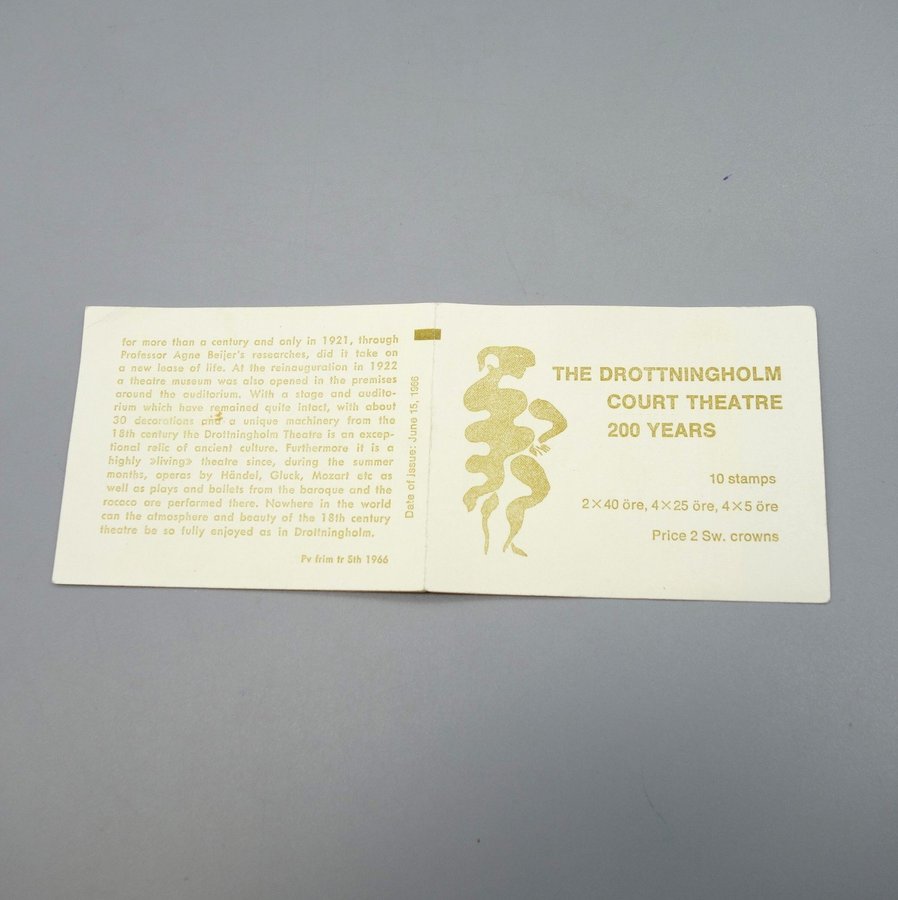 for more than a century and only in 1921, through
Professor Agne Beijer's researches, did it take on
a new lease of life. At the reinauguration in 1922
a theatre museum was also opened in the premises
around the auditorium. With a stage and audito-
rium which have remained quite intact, with about
30 decorations and a unique machinery from the
18th century the Drottningholm Theatre is an excep-
tional relic of ancient culture. Furthermore it is a
highly »living» theatre since, during the summer
months, operas by Händel, Gluck, Mozart etc as
well as plays and ballets from the baroque and the
rococo are performed there. Nowhere in the world
can the atmosphere and beauty of the 18th century
theatre be so fully enjoyed as in Drottningholm.
Pv frim tr 5th 1966
Date of issue: June 15, 1966
THE DROTTNINGHOLM
COURT THEATRE
200 YEARS
10 stamps
2×40 öre, 4×25 öre, 4×5 öre
Price 2 Sw. crowns